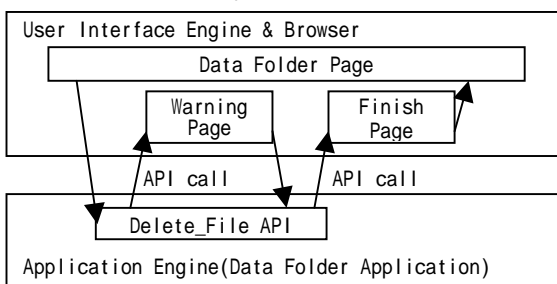 User Interface Engine & Browser
Data Folder Page
Warning
Page
Finish
Page
API call
API call
Delete_File API
Application Engine(Data Folder Application)